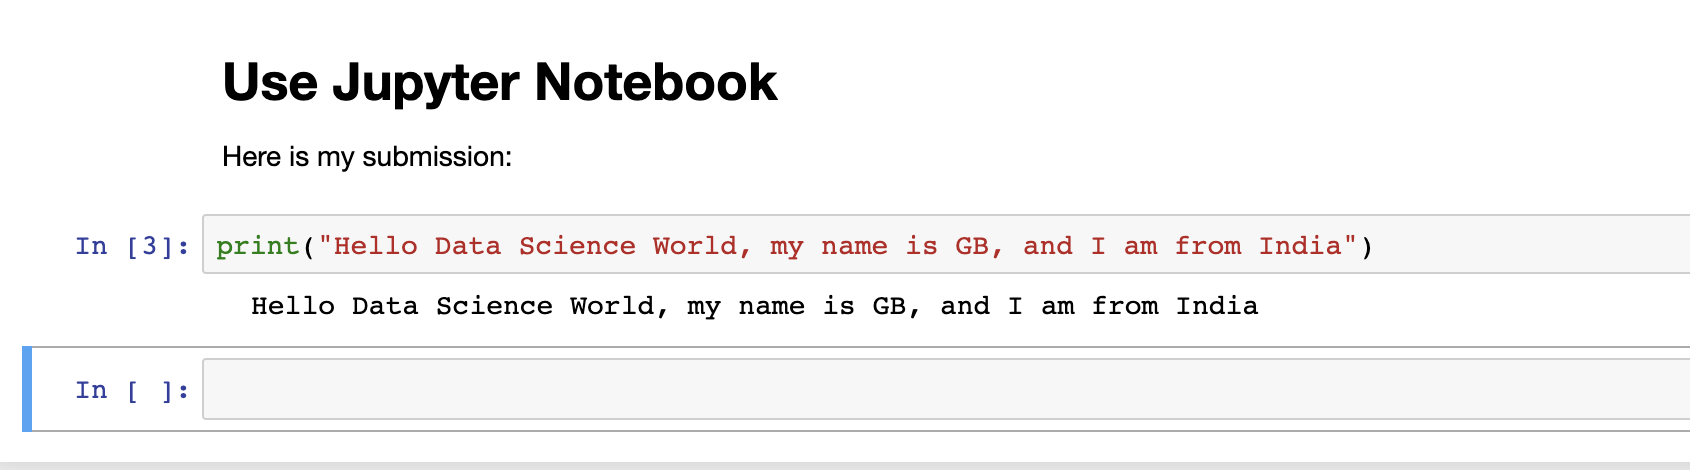 Use Jupyter Notebook
Here is my submission:
In [3]: print("Hello Data Science World, my name is GB, and I am from India")
Hello Data Science World, my name is GB, and I am from India
In [ ]: